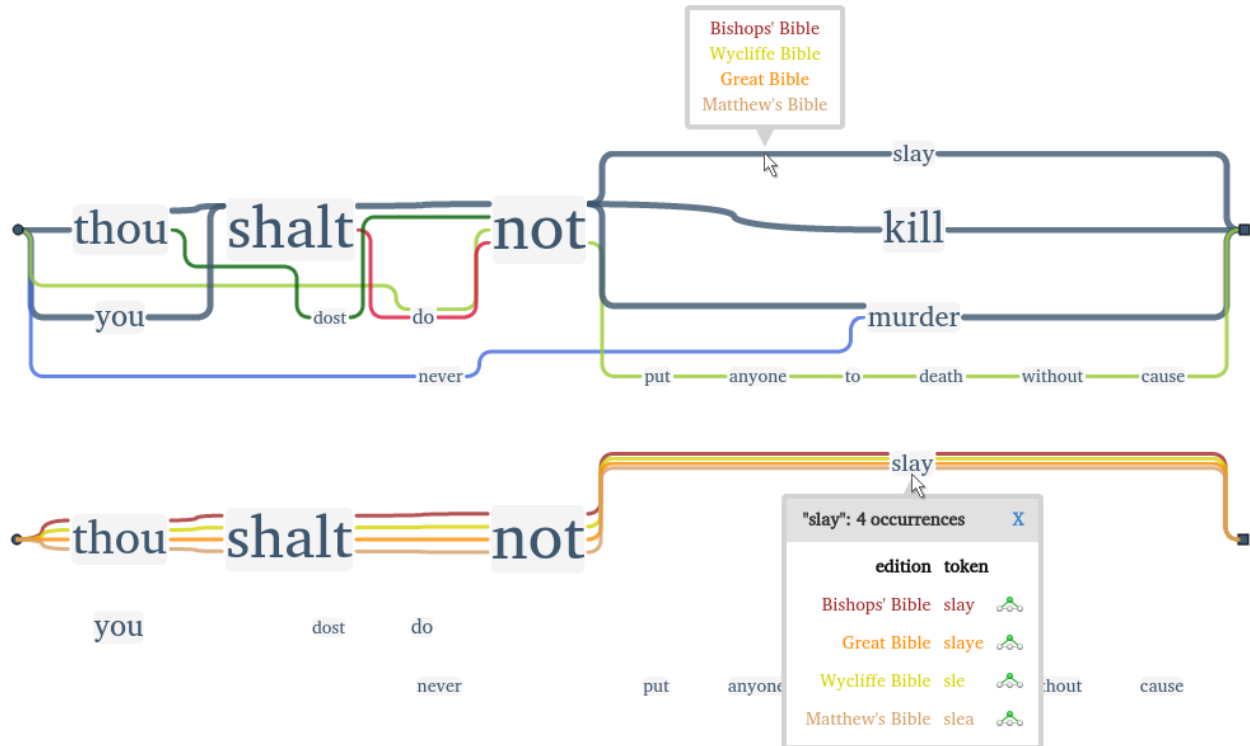 Bishops' Bible
Wycliffe Bible
Great Bible
Matthew's Bible
slay
thou shalt not kill
you dost do murder
never put anyone to death without cause
slay
thou shalt not
"slay": 4 occurrences X
edition token
Bishops' Bible slay
you dost do
Great Bible slaye
never put anyone
Wycliffe Bible sle
thout cause
Matthew's Bible slea